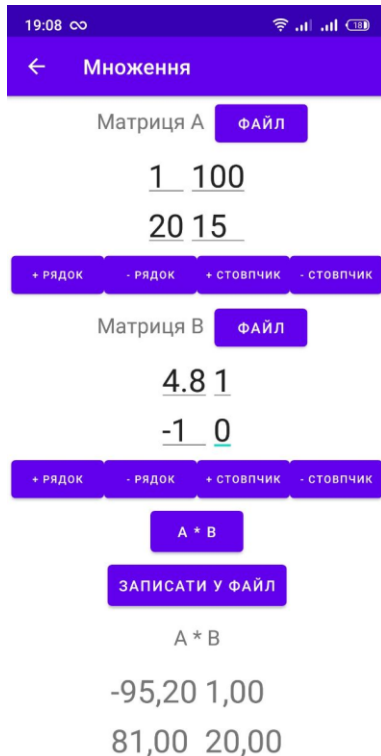 19:08 18
Множення
Матриця А ФАЙЛ
1 100
20 15
+ РЯДОК - РЯДОК + СТОВПЧИК - СТОВПЧИК
Матриця В ФАЙЛ
4.8 1
-1 0
+ РЯДОК - РЯДОК + СТОВПЧИК - СТОВПЧИК
A * B
ЗАПИСАТИ У ФАЙЛ
A * B
-95,20 1,00
81,00 20,00